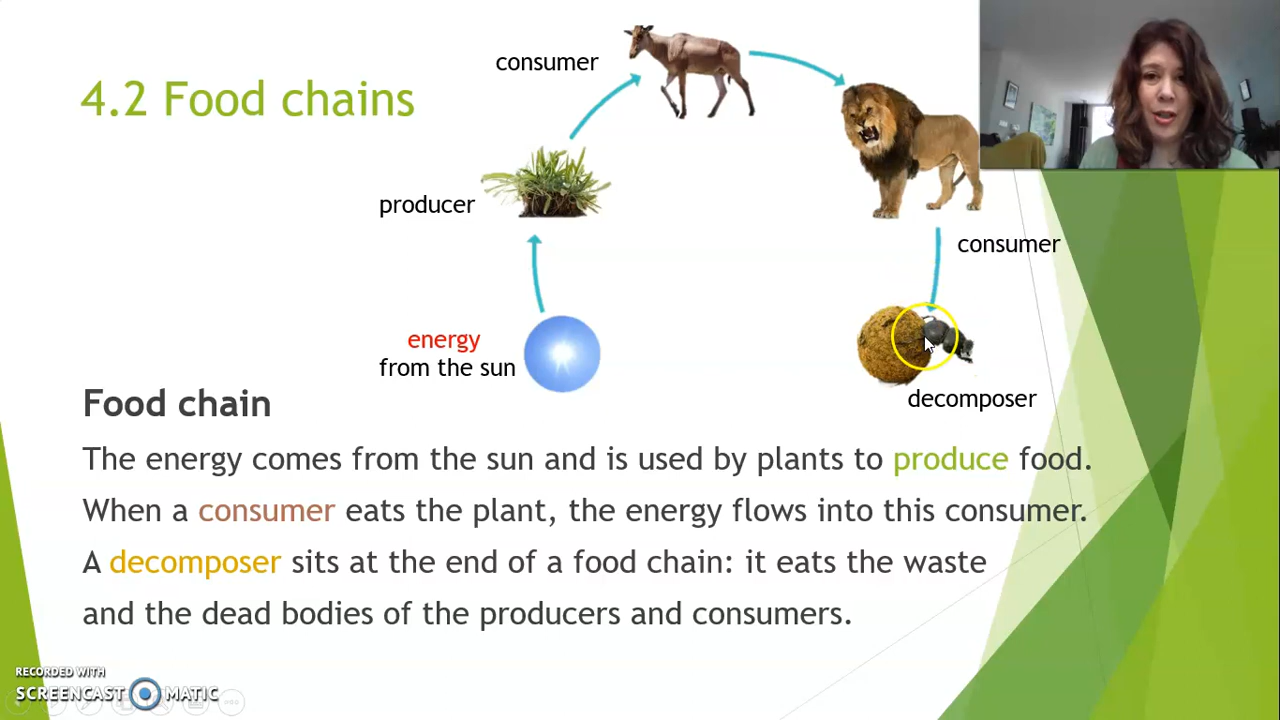 4.2 Food chains
consumer
producer
consumer
energy
from the sun
decomposer
Food chain
The energy comes from the sun and is used by plants to produce food.
When a consumer eats the plant, the energy flows into this consumer.
A decomposer sits at the end of a food chain: it eats the waste
and the dead bodies of the producers and consumers.
RECORDED WITH
SCREENCAST MATIC